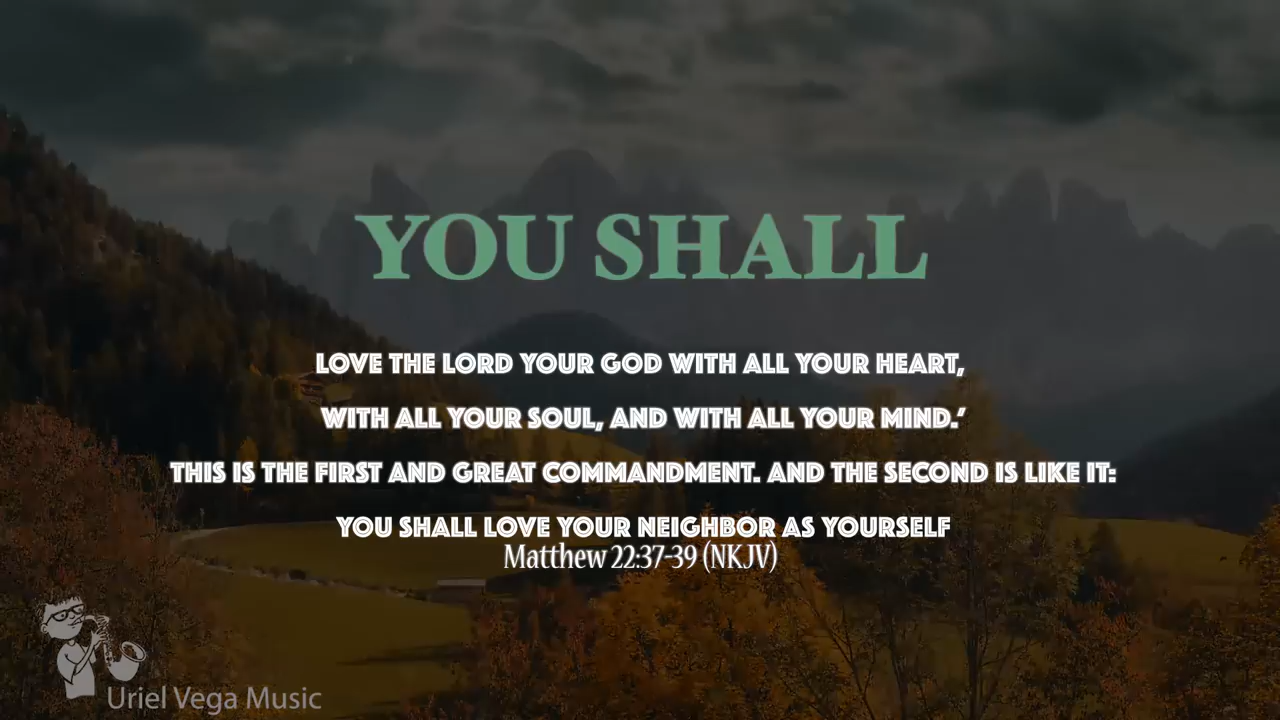 YOU SHALL
LOVE THE LORD YOUR GOD WITH ALL YOUR HEART,
WITH ALL YOUR SOUL, AND WITH ALL YOUR MIND.’
THIS IS THE FIRST AND GREAT COMMANDMENT. AND THE SECOND IS LIKE IT:
YOU SHALL LOVE YOUR NEIGHBOR AS YOURSELF
Matthew 22:37-39 (NKJV)
Uriel Vega Music